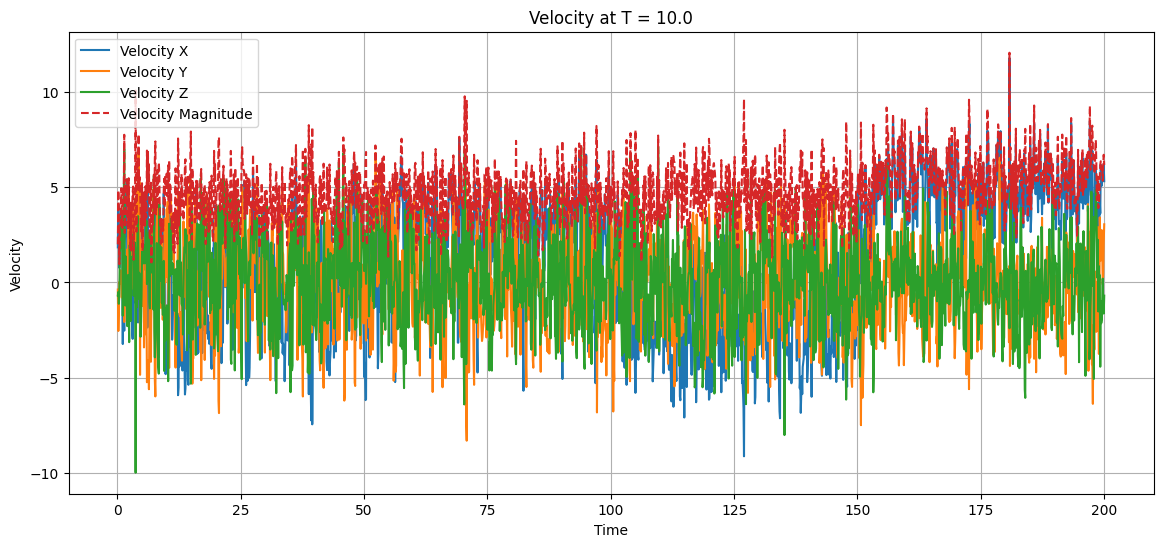 Velocity at T = 10.0
Velocity X
Velocity Y
Velocity Z
Velocity Magnitude
Velocity
10
5
0
−5
−10
0 25 50 75 100 125 150 175 200
Time